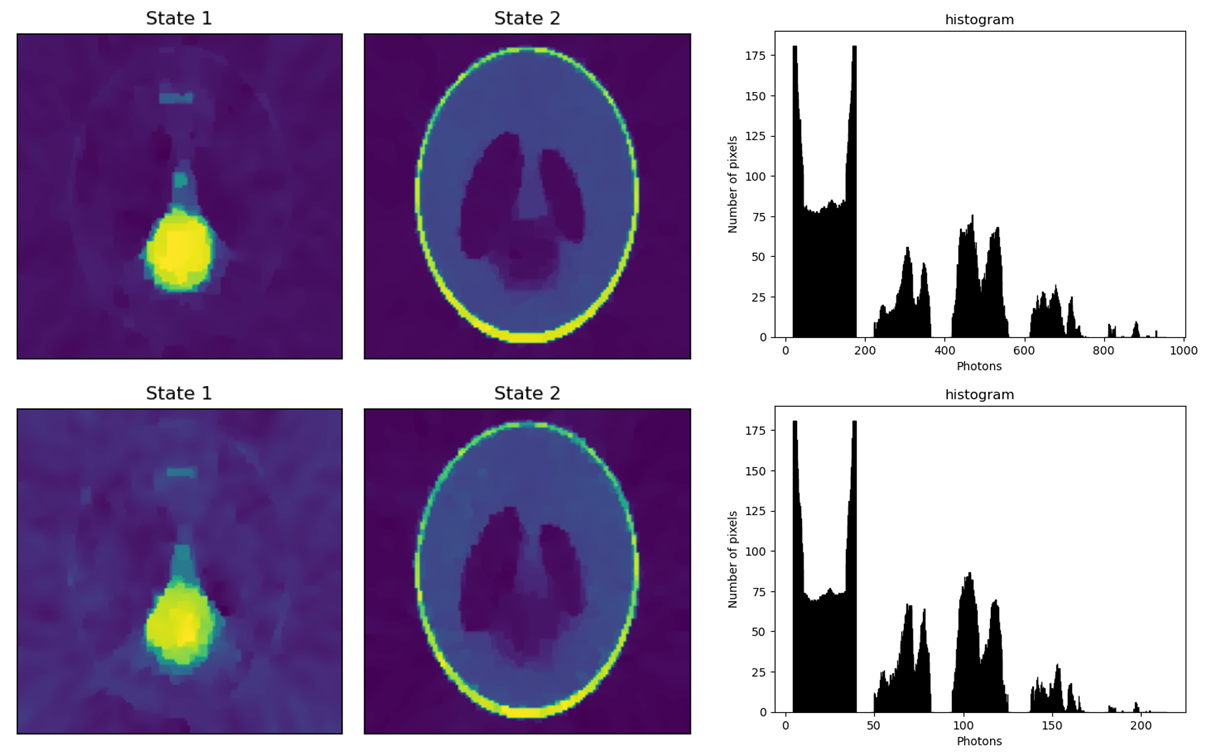 State 1
State 2
histogram
175
150
125
100
75
50
25
0
Number of pixels
0 200 400 600 800 1000
Photons
State 1
State 2
histogram
175
150
125
100
75
50
25
0
Number of pixels
0 50 100 150 200
Photons